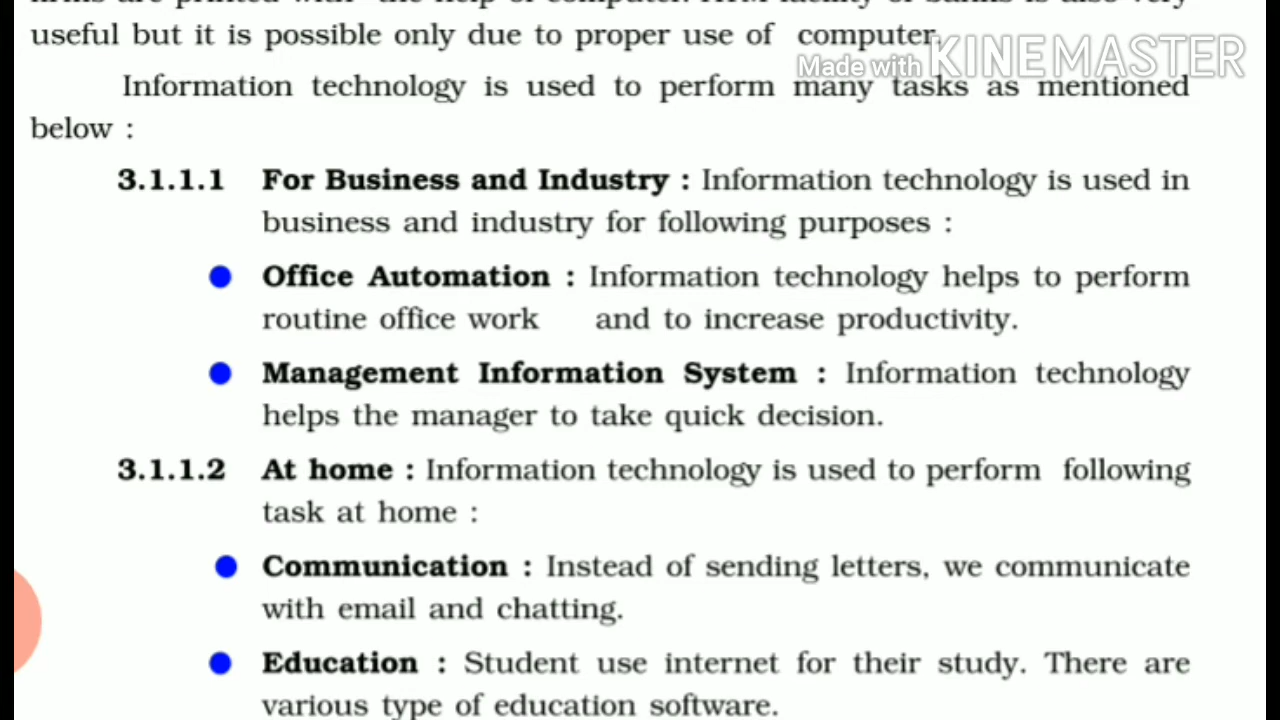 useful but it is possible only due to proper use of computer.
Made with KINEMASTER
Information technology is used to perform many tasks as mentioned
below :
3.1.1.1 For Business and Industry : Information technology is used in
business and industry for following purposes :
● Office Automation : Information technology helps to perform
routine office work and to increase productivity.
● Management Information System : Information technology
helps the manager to take quick decision.
3.1.1.2 At home : Information technology is used to perform following
task at home :
● Communication : Instead of sending letters, we communicate
with email and chatting.
● Education : Student use internet for their study. There are
various type of education software.